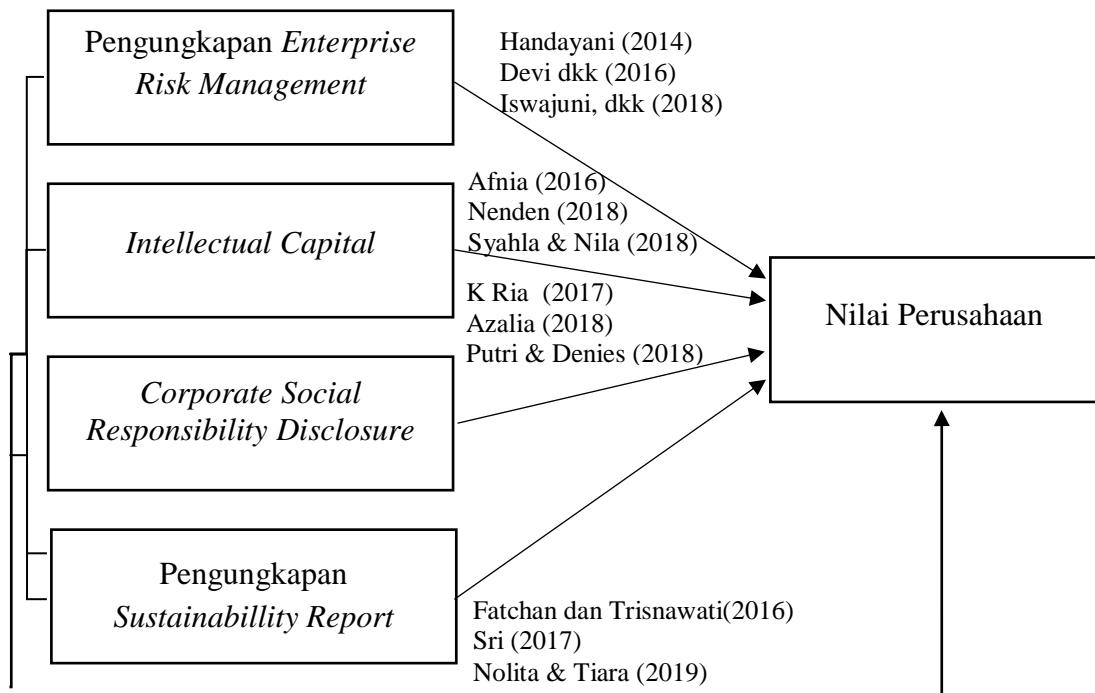 Pengungkapan Enterprise
Risk Management
Handayani (2014)
Devi dkk (2016)
Iswajuni, dkk (2018)
Intellectual Capital
Afnia (2016)
Nenden (2018)
Syahla & Nila (2018)
K Ria (2017)
Azalia (2018)
Putri & Denies (2018)
Corporate Social
Responsibility Disclosure
Pengungkapan
Sustainabillity Report
Fatchan dan Trisnawati(2016)
Sri (2017)
Nolita & Tiara (2019)
Nilai Perusahaan